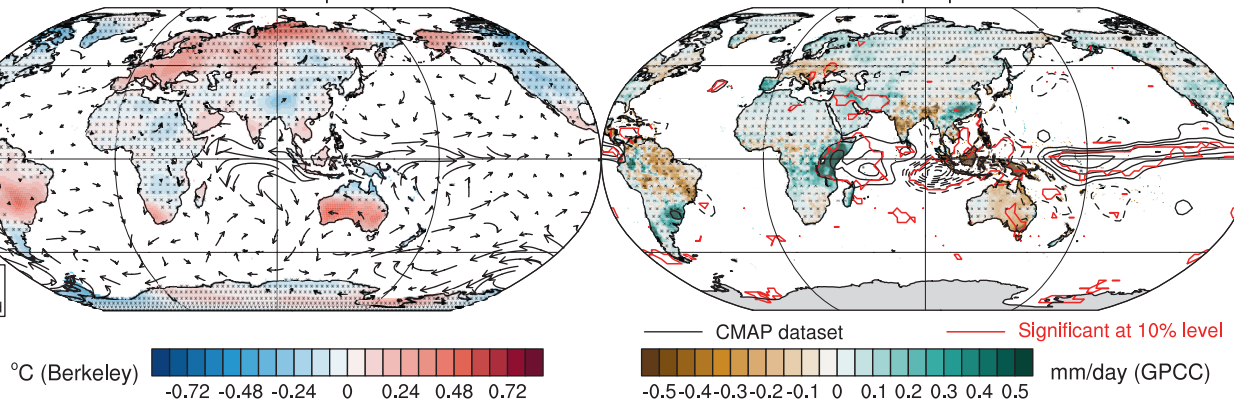 CMAP dataset
Significant at 10% level
°C (Berkeley)
-0.72 -0.48 -0.24 0 0.24 0.48 0.72
-0.5 -0.4 -0.3 -0.2 -0.1 0 0.1 0.2 0.3 0.4 0.5
mm/day (GPCC)